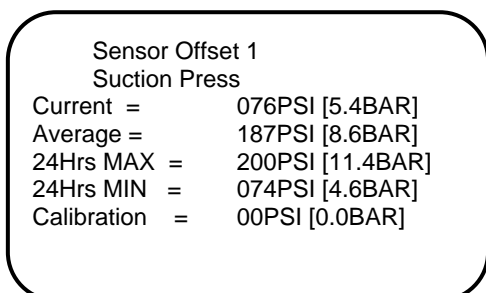 Sensor Offset 1
Suction Press
Current = 076PSI [5.4BAR]
Average = 187PSI [8.6BAR]
24Hrs MAX = 200PSI [11.4BAR]
24Hrs MIN = 074PSI [4.6BAR]
Calibration = 00PSI [0.0BAR]